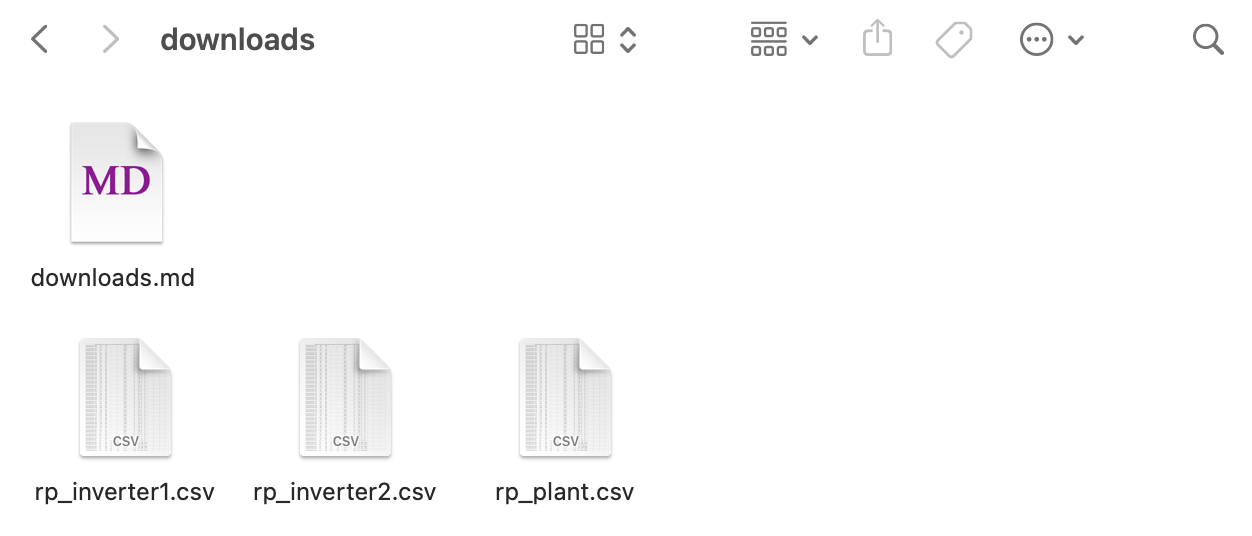 downloads
MD
downloads.md
CSV CSV CSV
rp_inverter1.csv rp_inverter2.csv rp_plant.csv